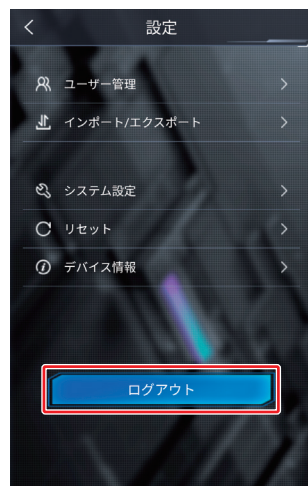 設定
ユーザー管理
インポート/エクスポート
システム設定
リセット
デバイス情報
ログアウト